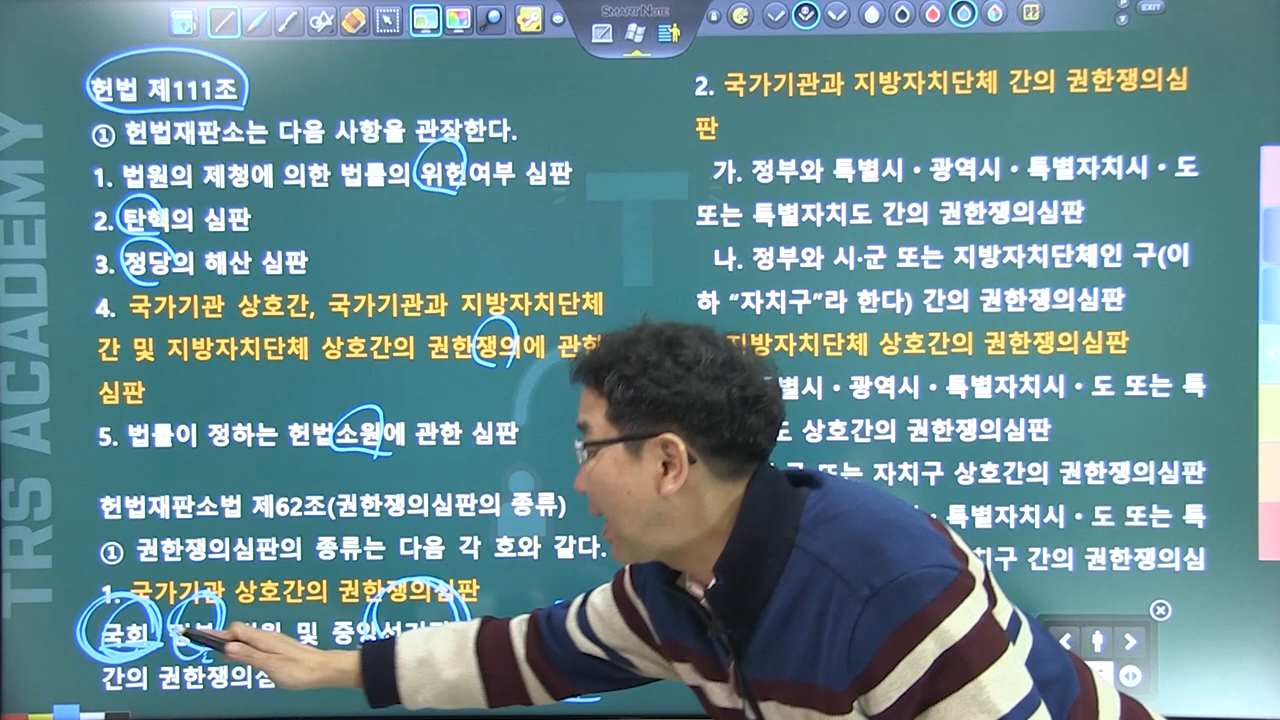 SMARTNOTE
EXIT
TRS ACADEMY
헌법 제111조
① 헌법재판소는 다음 사항을 관장한다.
1. 법원의 제청에 의한 법률의 위헌여부 심판
2. 탄핵의 심판
3. 정당의 해산 심판
4. 국가기관 상호간, 국가기관과 지방자치단체
간 및 지방자치단체 상호간의 권한쟁의에 관한
심판
5. 법률이 정하는 헌법소원에 관한 심판
헌법재판소법 제62조(권한쟁의심판의 종류)
① 권한쟁의심판의 종류는 다음 각 호와 같다.
1. 국가기관 상호간의 권한쟁의심판
국회, 정부, 법원 및
간의 권한쟁의심
2. 국가기관과 지방자치단체 간의 권한쟁의심
판
가. 정부와 특별시・광역시・특별자치시・도
또는 특별자치도 간의 권한쟁의심판
나. 정부와 시·군 또는 지방자치단체인 구(이
하 “자치구”라 한다) 간의 권한쟁의심판
지방자치단체 상호간의 권한쟁의심판
별시・광역시・특별자치시・도 또는 특
도 상호간의 권한쟁의심판
군 또는 자치구 상호간의 권한쟁의심판
・특별자치시・도 또는 특
치구 간의 권한쟁의심